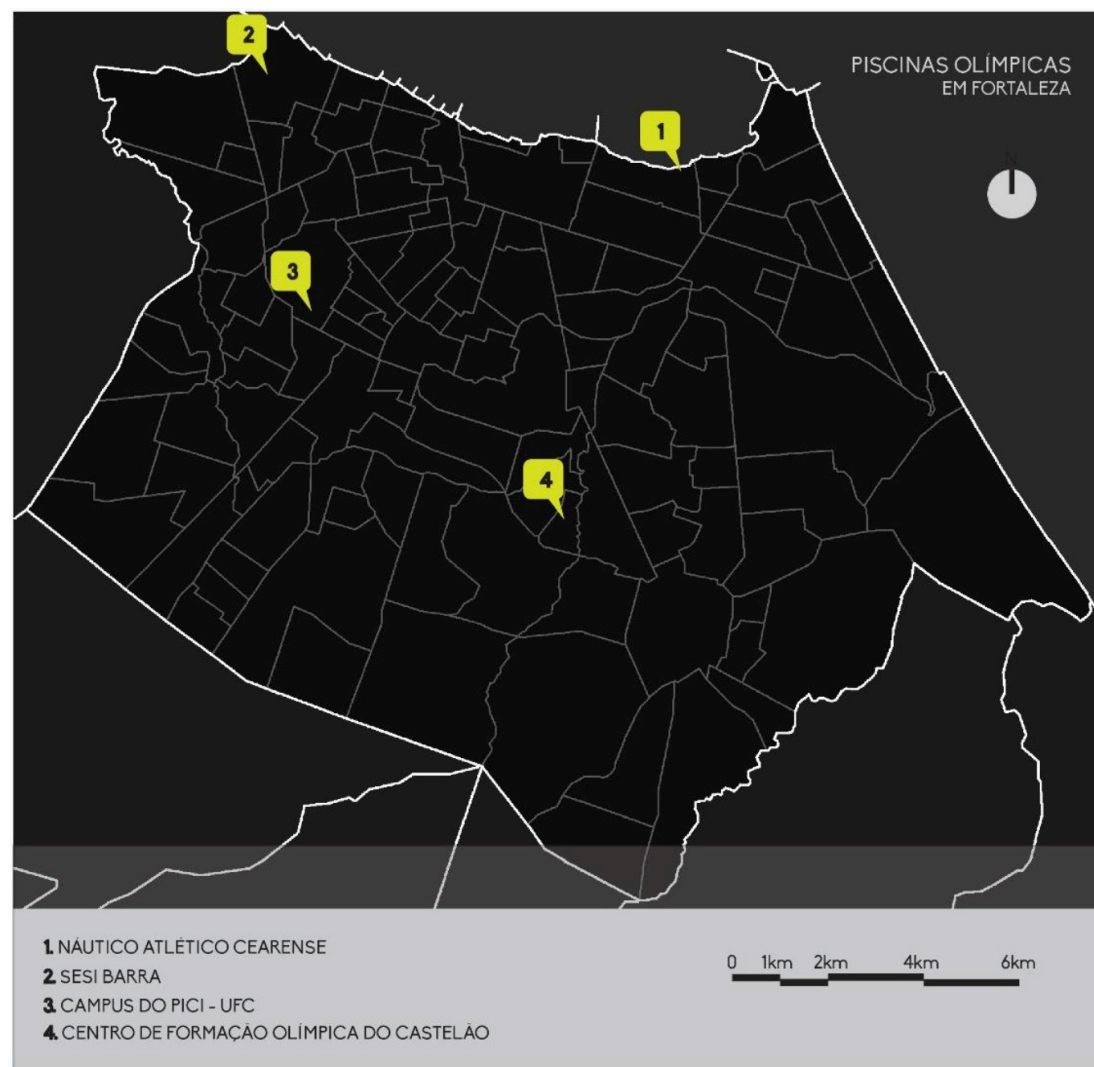 PISCINAS OLÍMPICAS
EM FORTALEZA
N
2
1
3
4
1. NÁUTICO ATLÉTICO CEARENSE
2. SESI BARRA
3. CAMPUS DO PICI - UFC
4. CENTRO DE FORMAÇÃO OLÍMPICA DO CASTELÃO
0 1km 2km 4km 6km